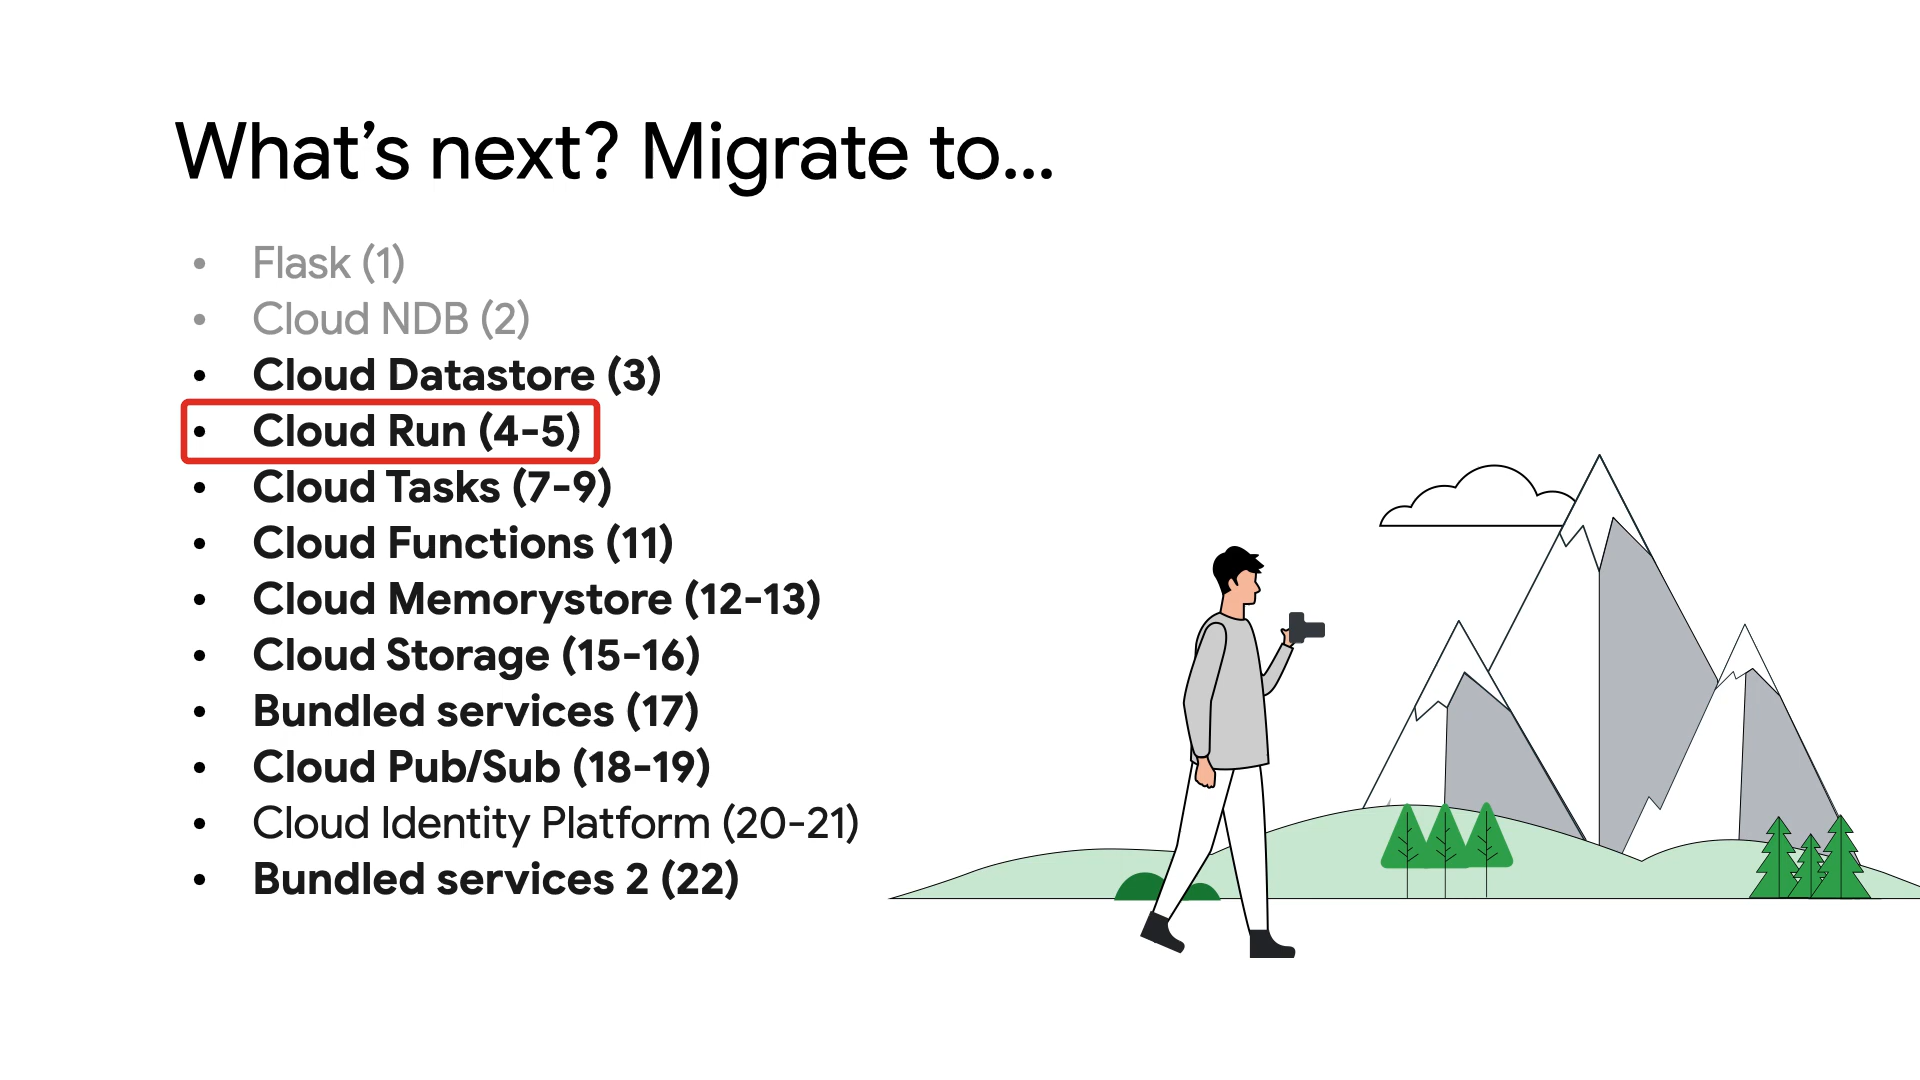 What’s next? Migrate to...
• Flask (1)
• Cloud NDB (2)
• Cloud Datastore (3)
• Cloud Run (4-5)
• Cloud Tasks (7-9)
• Cloud Functions (11)
• Cloud Memorystore (12-13)
• Cloud Storage (15-16)
• Bundled services (17)
• Cloud Pub/Sub (18-19)
• Cloud Identity Platform (20-21)
• Bundled services 2 (22)